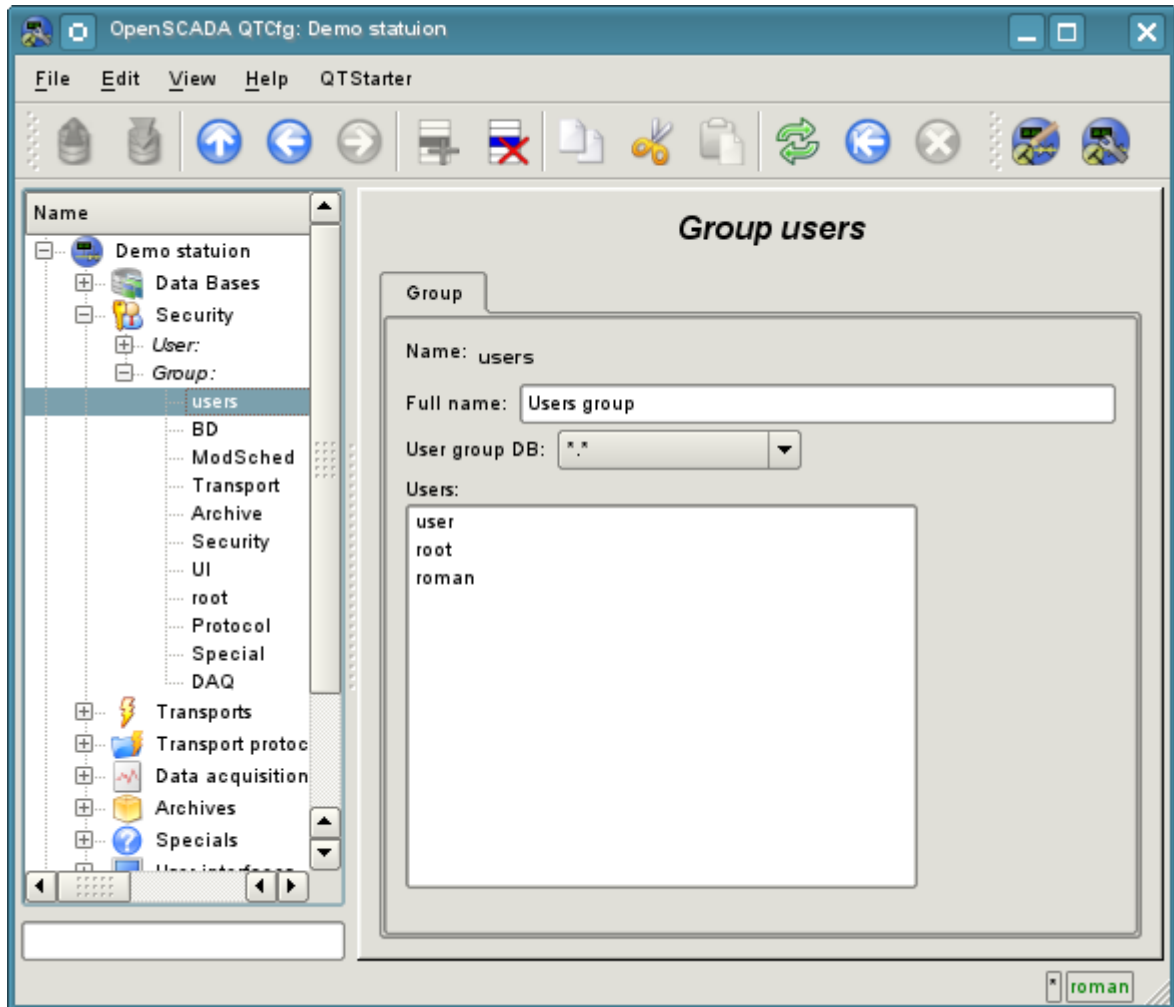 OpenSCADA QTCfg: Demo statuion
File Edit View Help QTStarter
Name
Demo statuion
Data Bases
Security
User:
Group:
users
BD
ModSched
Transport
Archive
Security
UI
root
Protocol
Special
DAQ
Transports
Transport protoc
Data acquisition
Archives
Specials
User interfaces
Group users
Group
Name: users
Full name: Users group
User group DB: *.*
Users:
user
root
roman
* roman